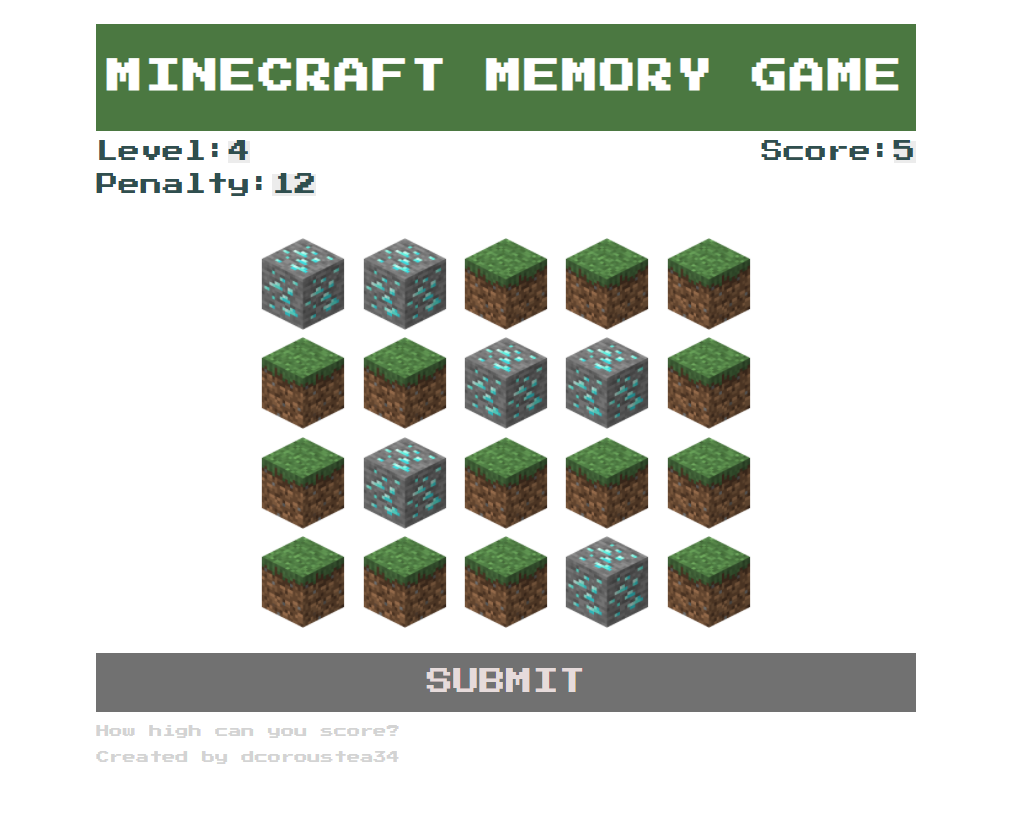 MINECRAFT MEMORY GAME
Level:4
Score:5
Penalty:12
SUBMIT
How high can you score?
Created by dcoroustea34